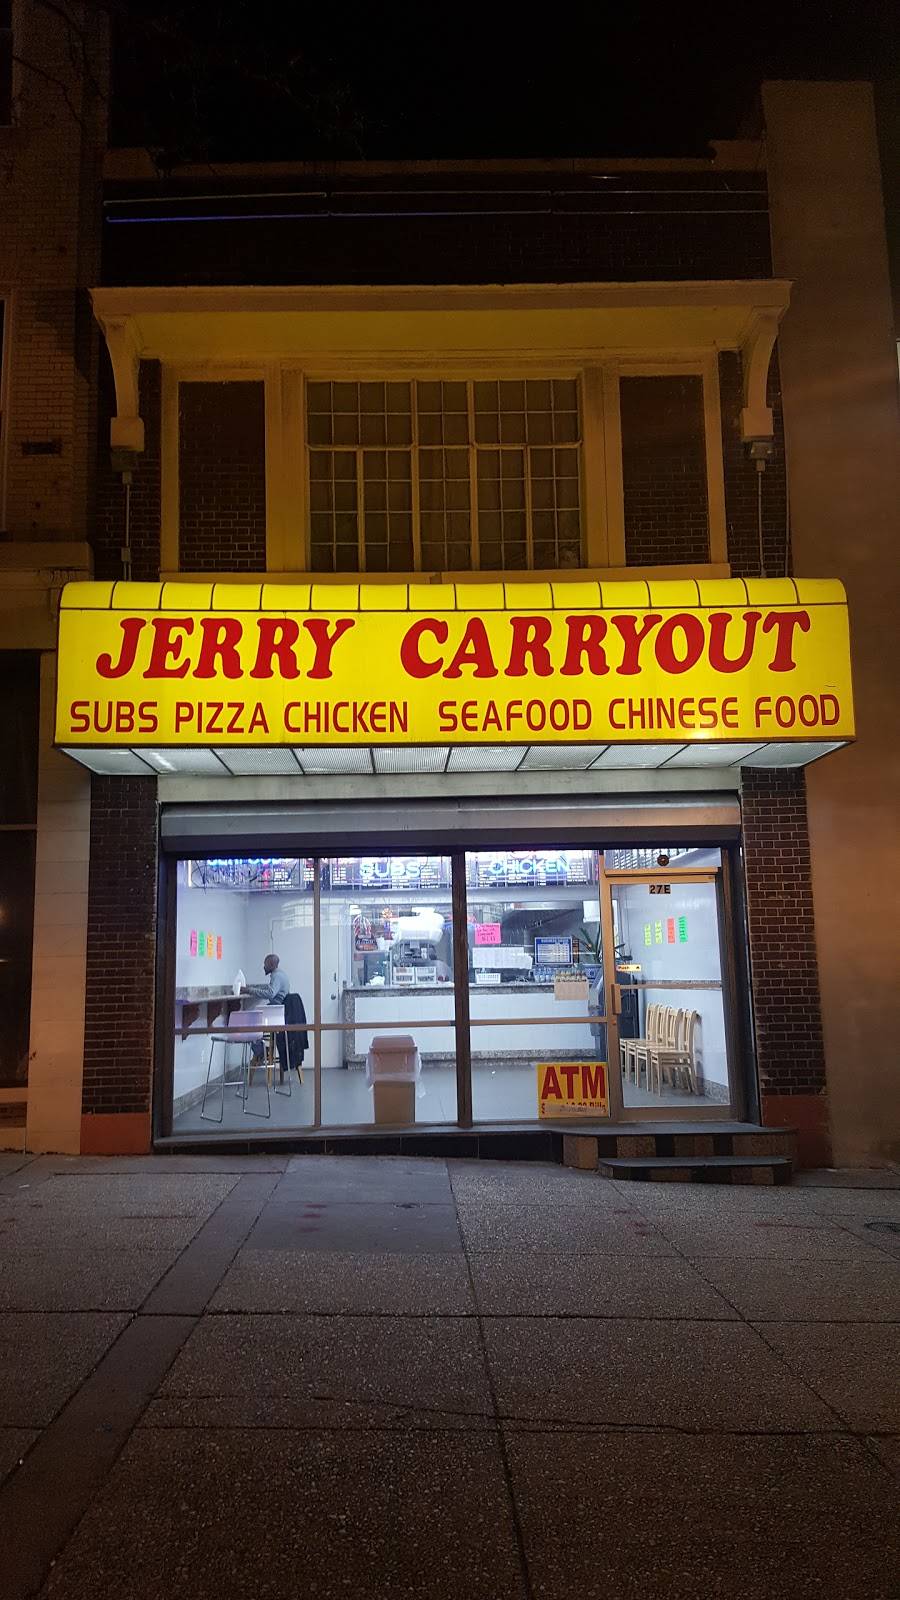 JERRY CARRYOUT
SUBS PIZZA CHICKEN SEAFOOD CHINESE FOOD
SUBS
CHICKEN
27E
ATM